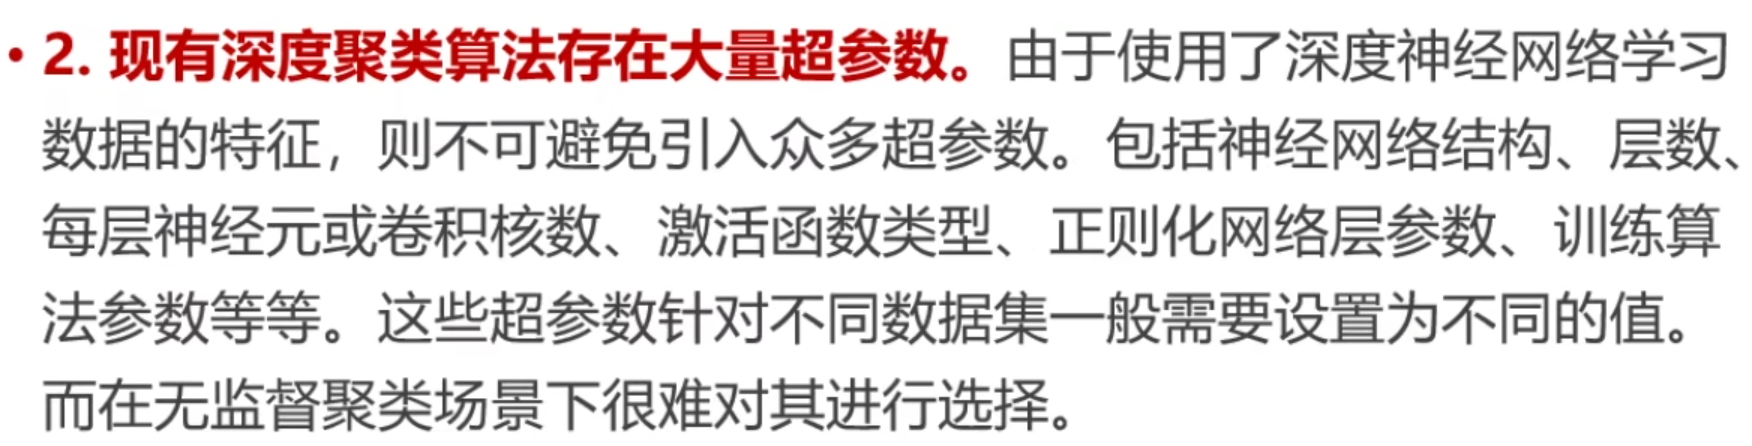 • 2. 现有深度聚类算法存在大量超参数。由于使用了深度神经网络学习
数据的特征，则不可避免引入众多超参数。包括神经网络结构、层数、
每层神经元或卷积核数、激活函数类型、正则化网络层参数、训练算
法参数等等。这些超参数针对不同数据集一般需要设置为不同的值。
而在无监督聚类场景下很难对其进行选择。